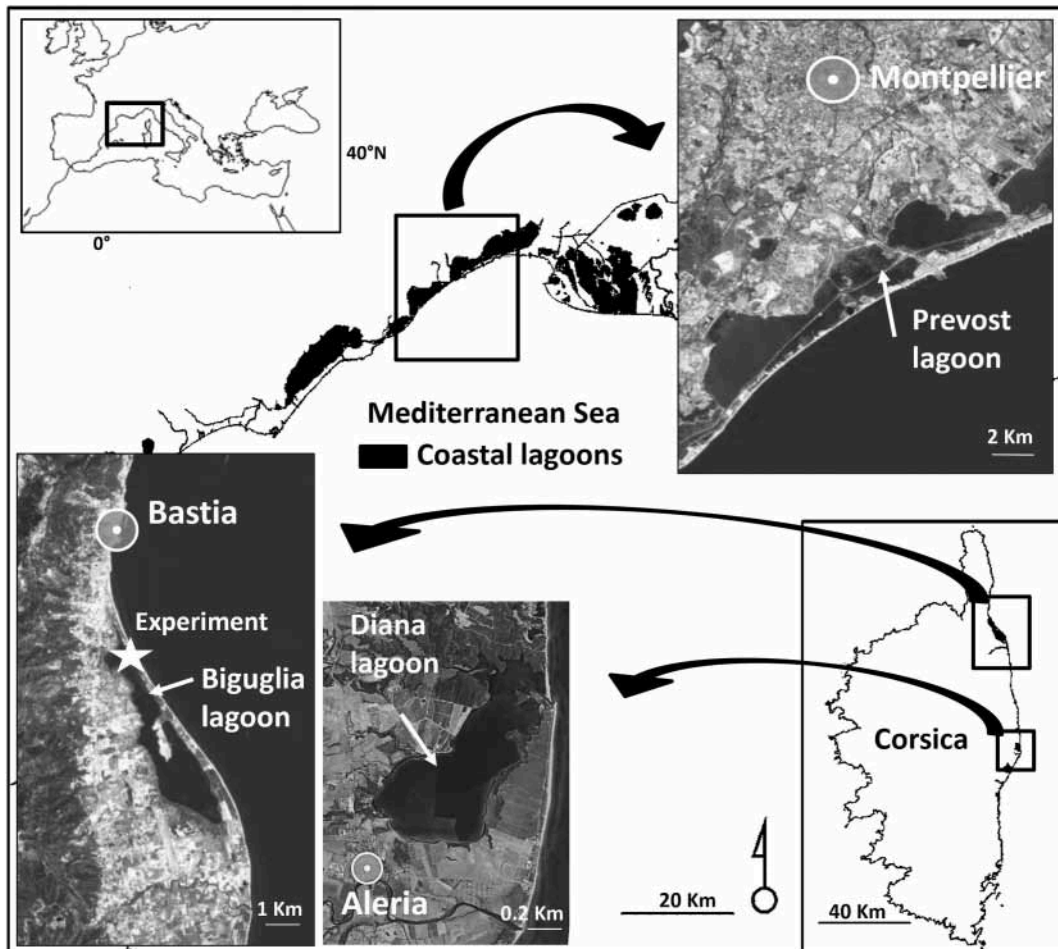 40°N
0°
Montpellier
Prevost
lagoon
2 Km
Mediterranean Sea
Coastal lagoons
Bastia
Experiment
Biguglia
lagoon
1 Km
Diana
lagoon
Aleria
0.2 Km
20 Km
Corsica
40 Km